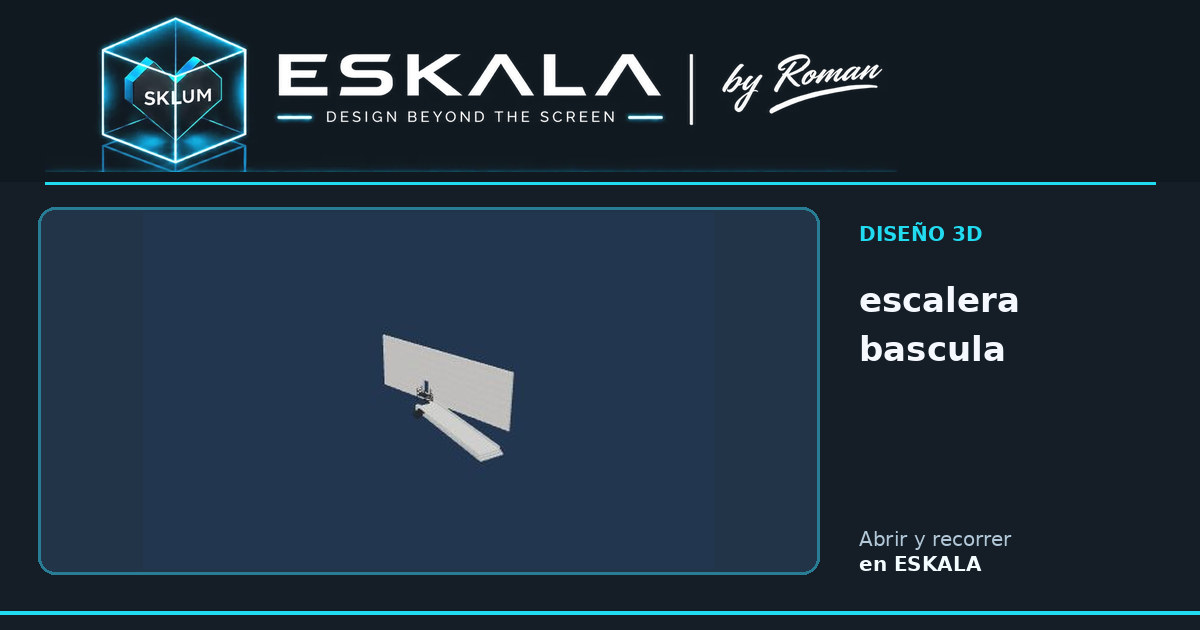 SKLUM
ESKALA
DESIGN BEYOND THE SCREEN
by Roman
DISEÑO 3D
escalera
bascula
Abrir y recorrer
en ESKALA